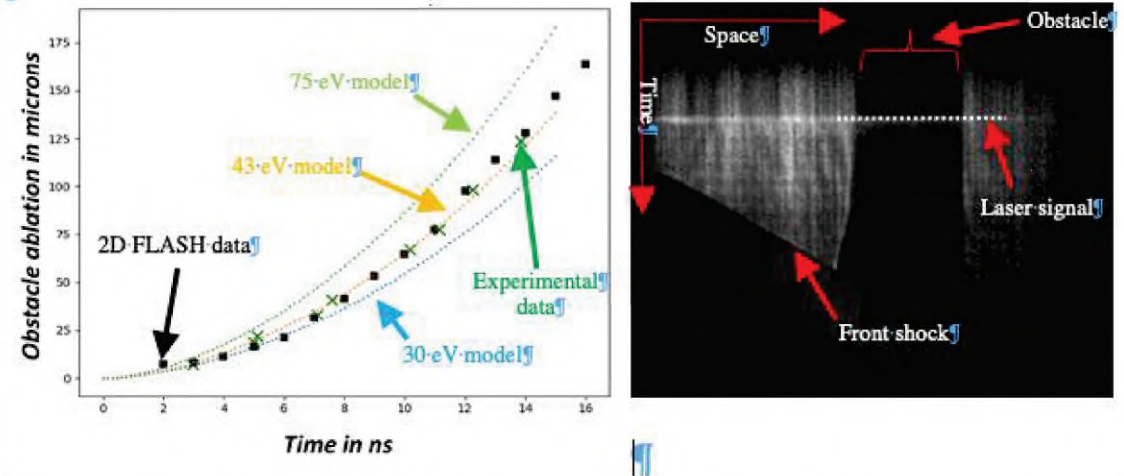 Obstacle ablation in microns
175
150
125
100
75
50
25
0
75·eV·model¶
43·eV·model¶
2D·FLASH·data¶
Experimental
data¶
30·eV·model¶
0 2 4 6 8 10 12 14 16
Time in ns
Space¶
Obstacle¶
Time¶
Laser signal¶
Front shock¶
¶